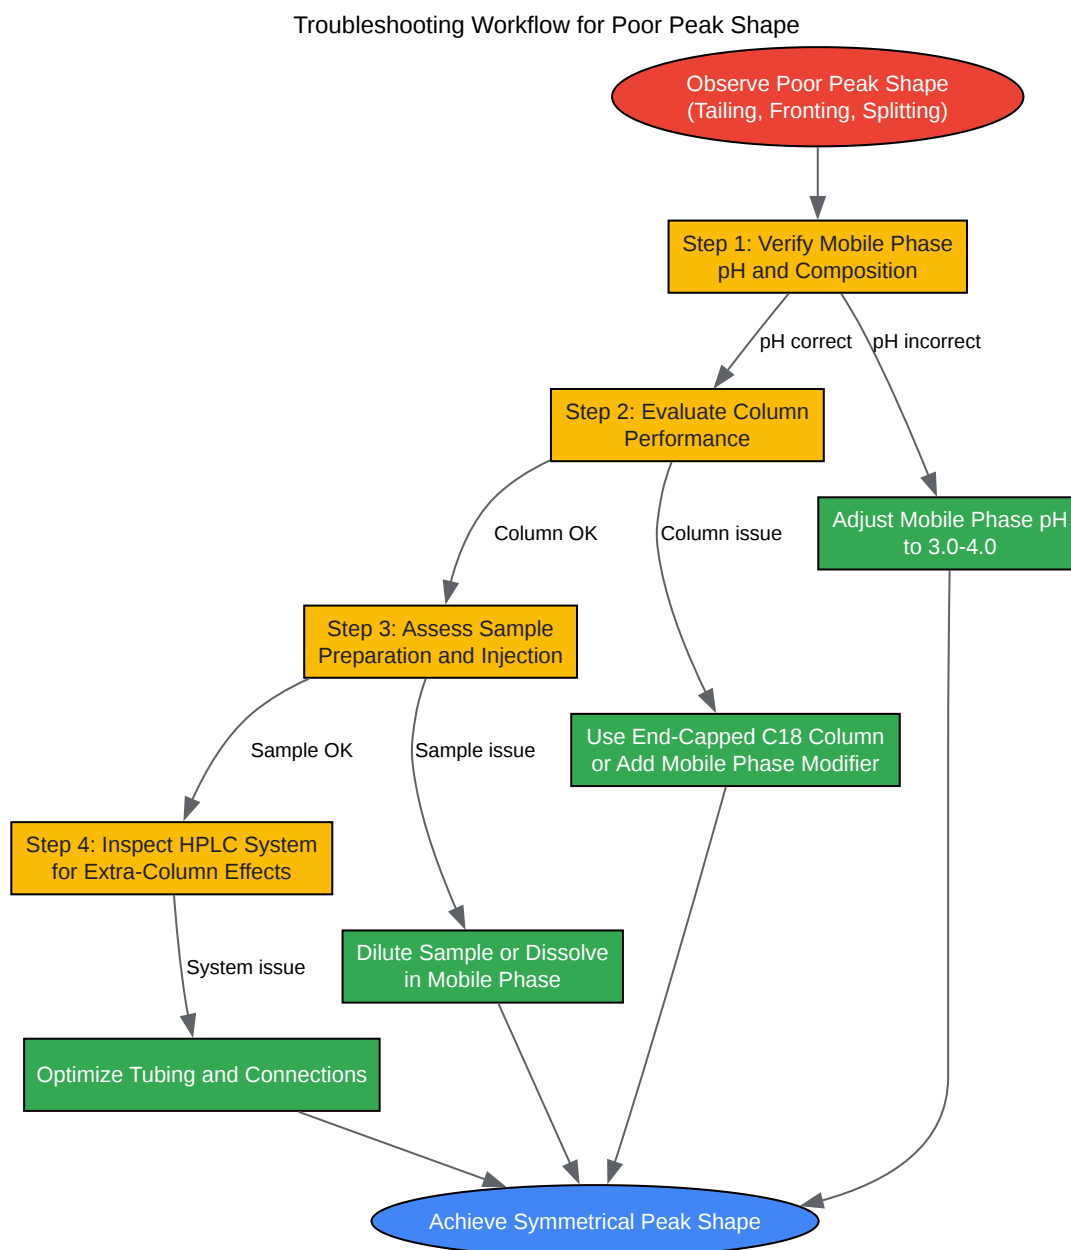 Troubleshooting Workflow for Poor Peak Shape
Observe Poor Peak Shape
(Tailing, Fronting, Splitting)
Step 1: Verify Mobile Phase
pH and Composition
pH correct
pH incorrect
Step 2: Evaluate Column
Performance
Adjust Mobile Phase pH
to 3.0-4.0
Column OK
Column issue
Step 3: Assess Sample
Preparation and Injection
Use End-Capped C18 Column
or Add Mobile Phase Modifier
Sample OK
Sample issue
Step 4: Inspect HPLC System
for Extra-Column Effects
Dilute Sample or Dissolve
in Mobile Phase
System issue
Optimize Tubing and Connections
Achieve Symmetrical Peak Shape